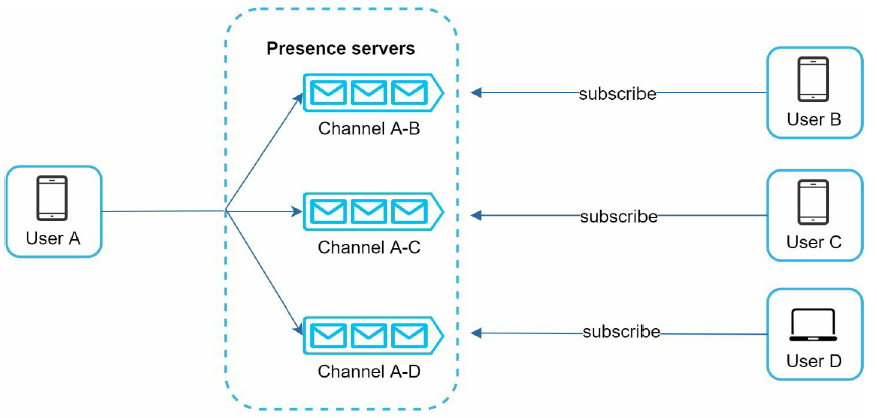 Presence servers
Channel A-B
subscribe
User B
User A
Channel A-C
subscribe
User C
Channel A-D
subscribe
User D